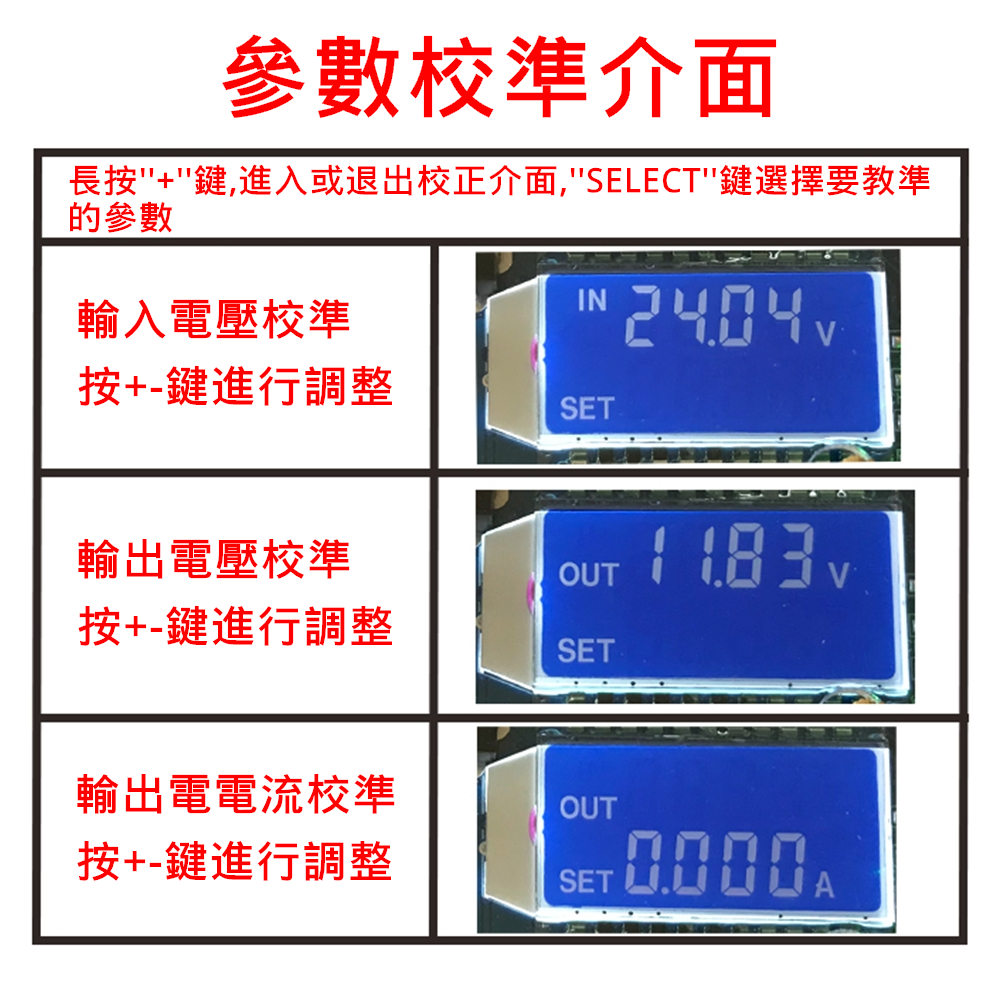 參數校準介面
長按''+''鍵,進入或退出校正介面,''SELECT''鍵選擇要教準
的參數
輸入電壓校準
按+-鍵進行調整
IN 24.04 V
SET
輸出電壓校準
按+-鍵進行調整
OUT 11.83 V
SET
輸出電電流校準
按+-鍵進行調整
OUT
SET 0.000 A